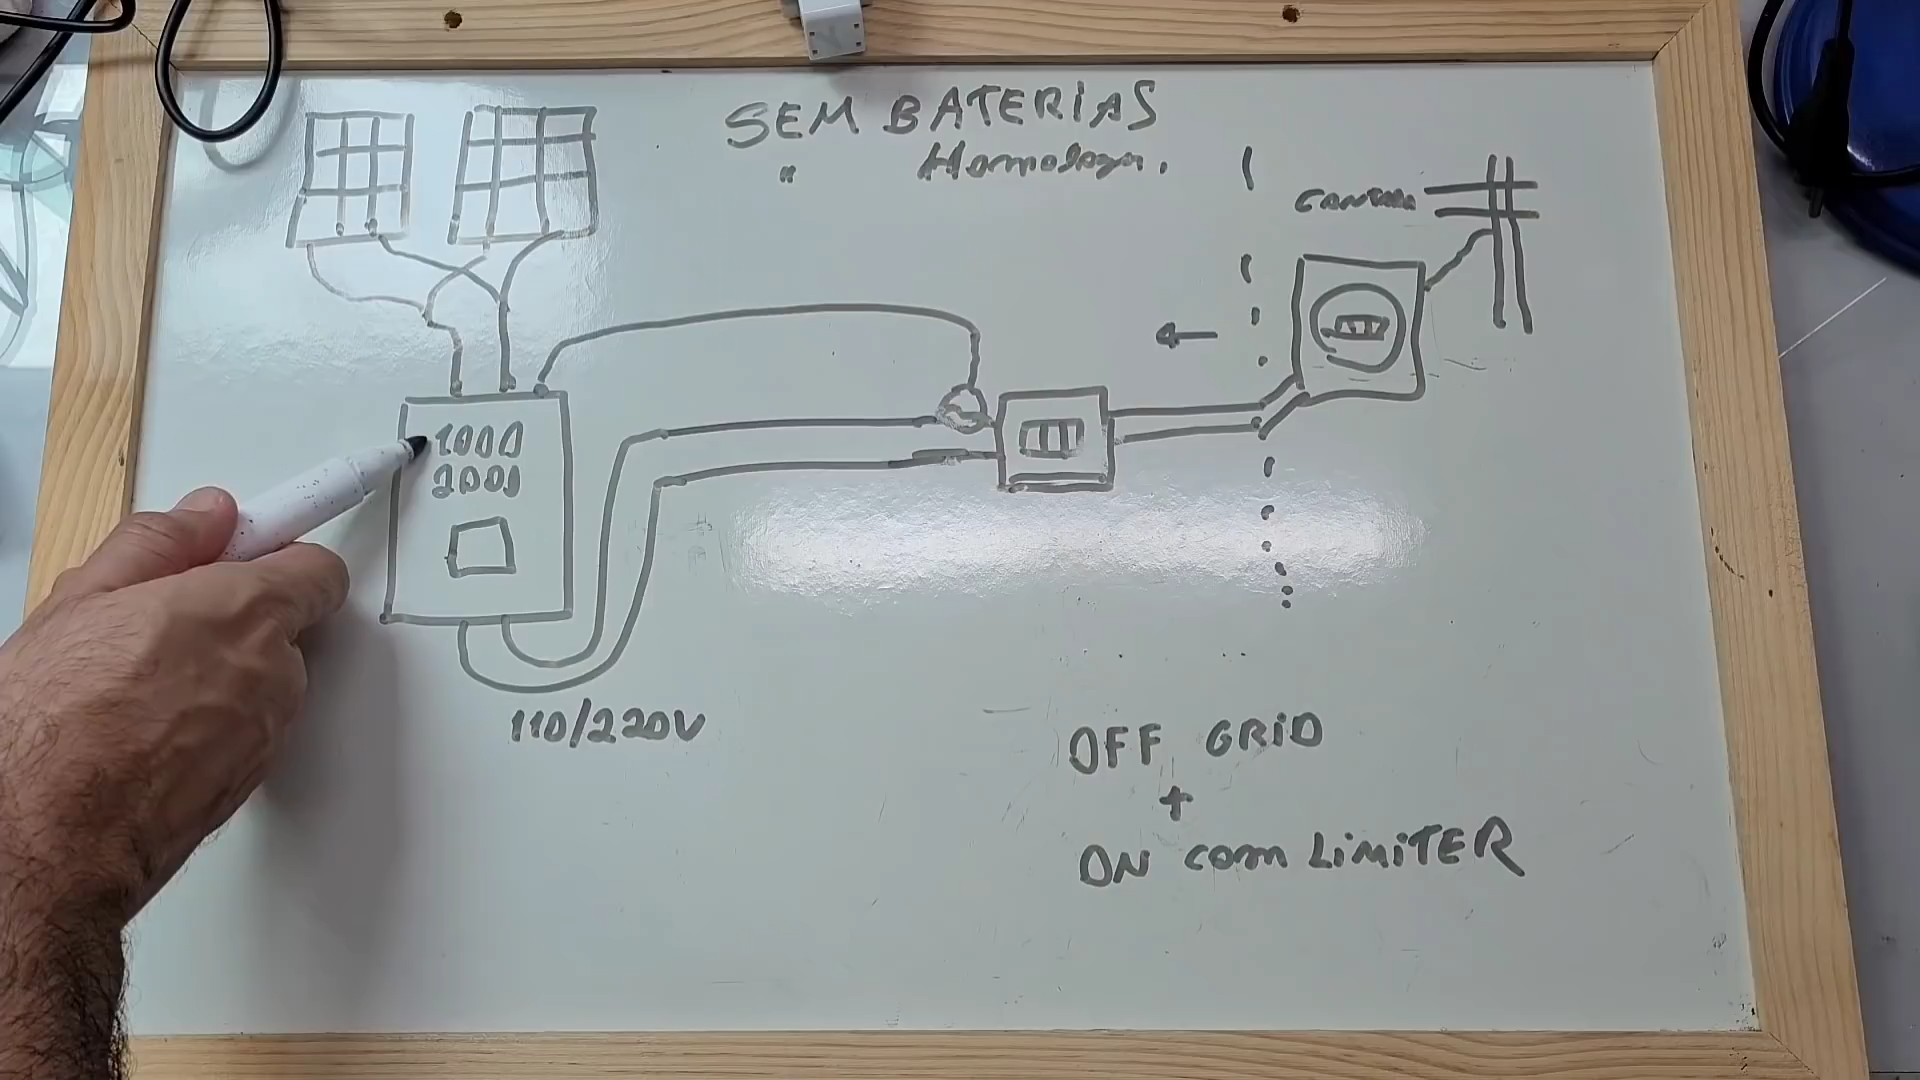 SEM BATERIAS
" Homologa.
1000
2000
110/220V
OFF GRID
+
ON com LIMITER